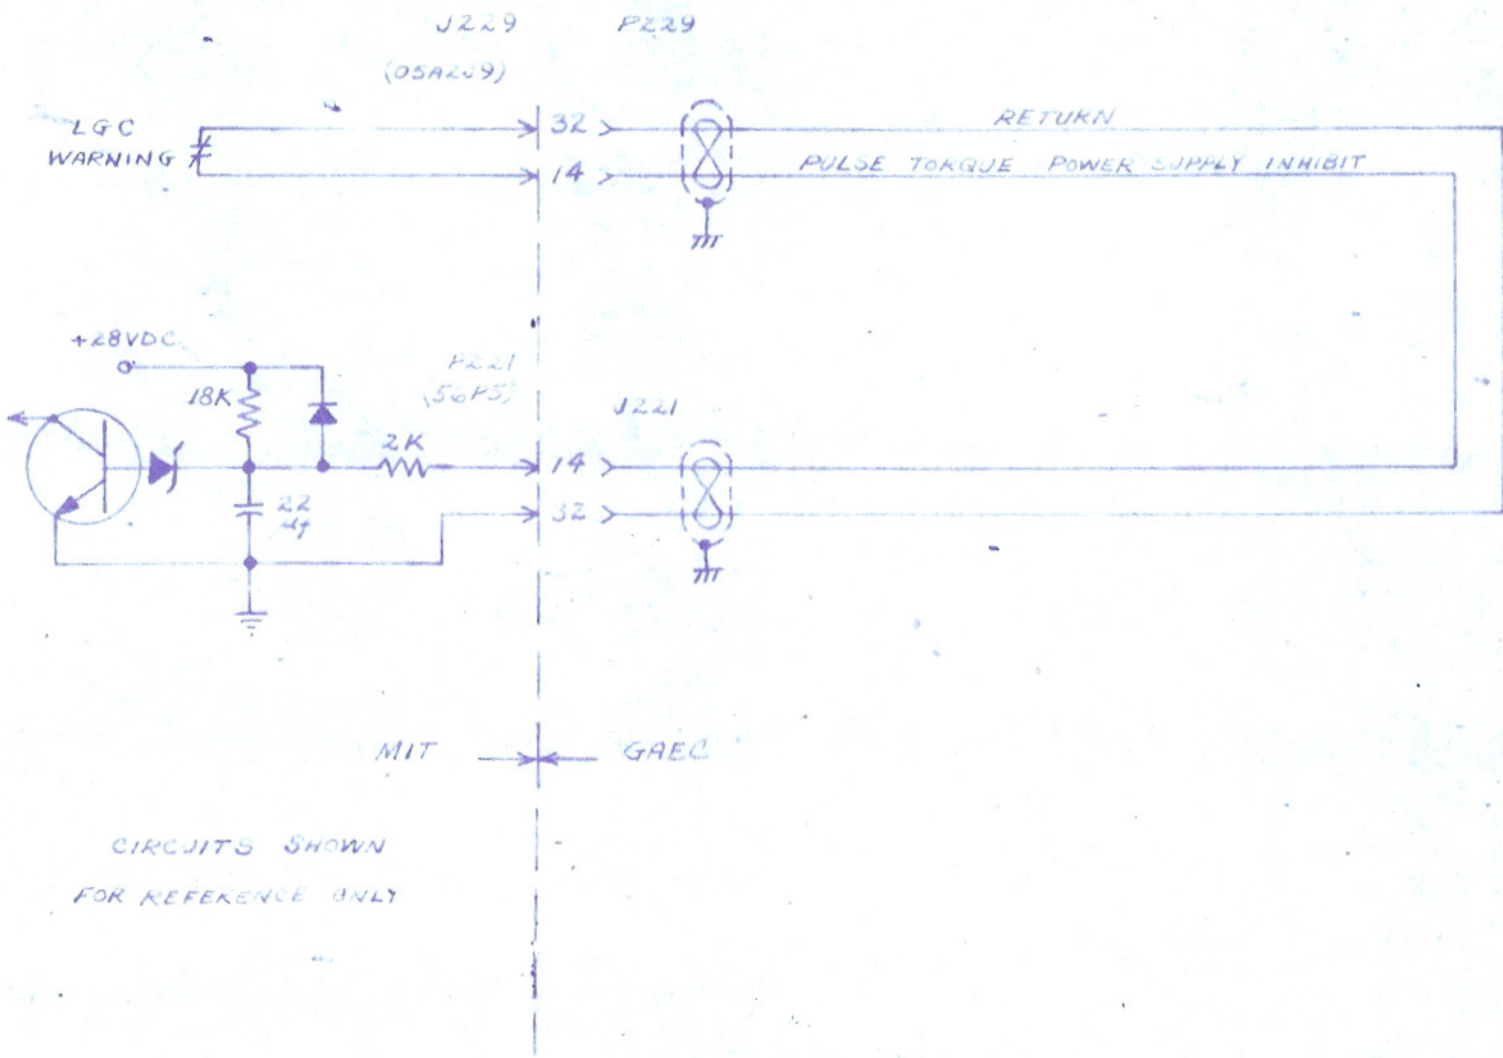 J229 P229
(05A2J9)
LGC
WARNING
32
RETURN
14
PULSE TORQUE POWER SUPPLY INHIBIT
+28VDC
P221
(56P5)
18K
J221
2K
14
22
μf
32
MIT GAEC
CIRCUITS SHOWN
FOR REFERENCE ONLY